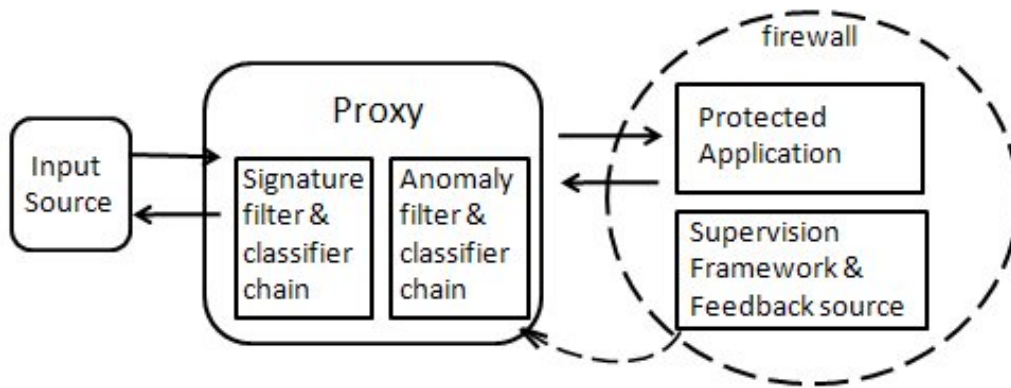 firewall
Proxy
Input
Source
Signature
filter &
classifier
chain
Anomaly
filter &
classifier
chain
Protected
Application
Supervision
Framework &
Feedback source